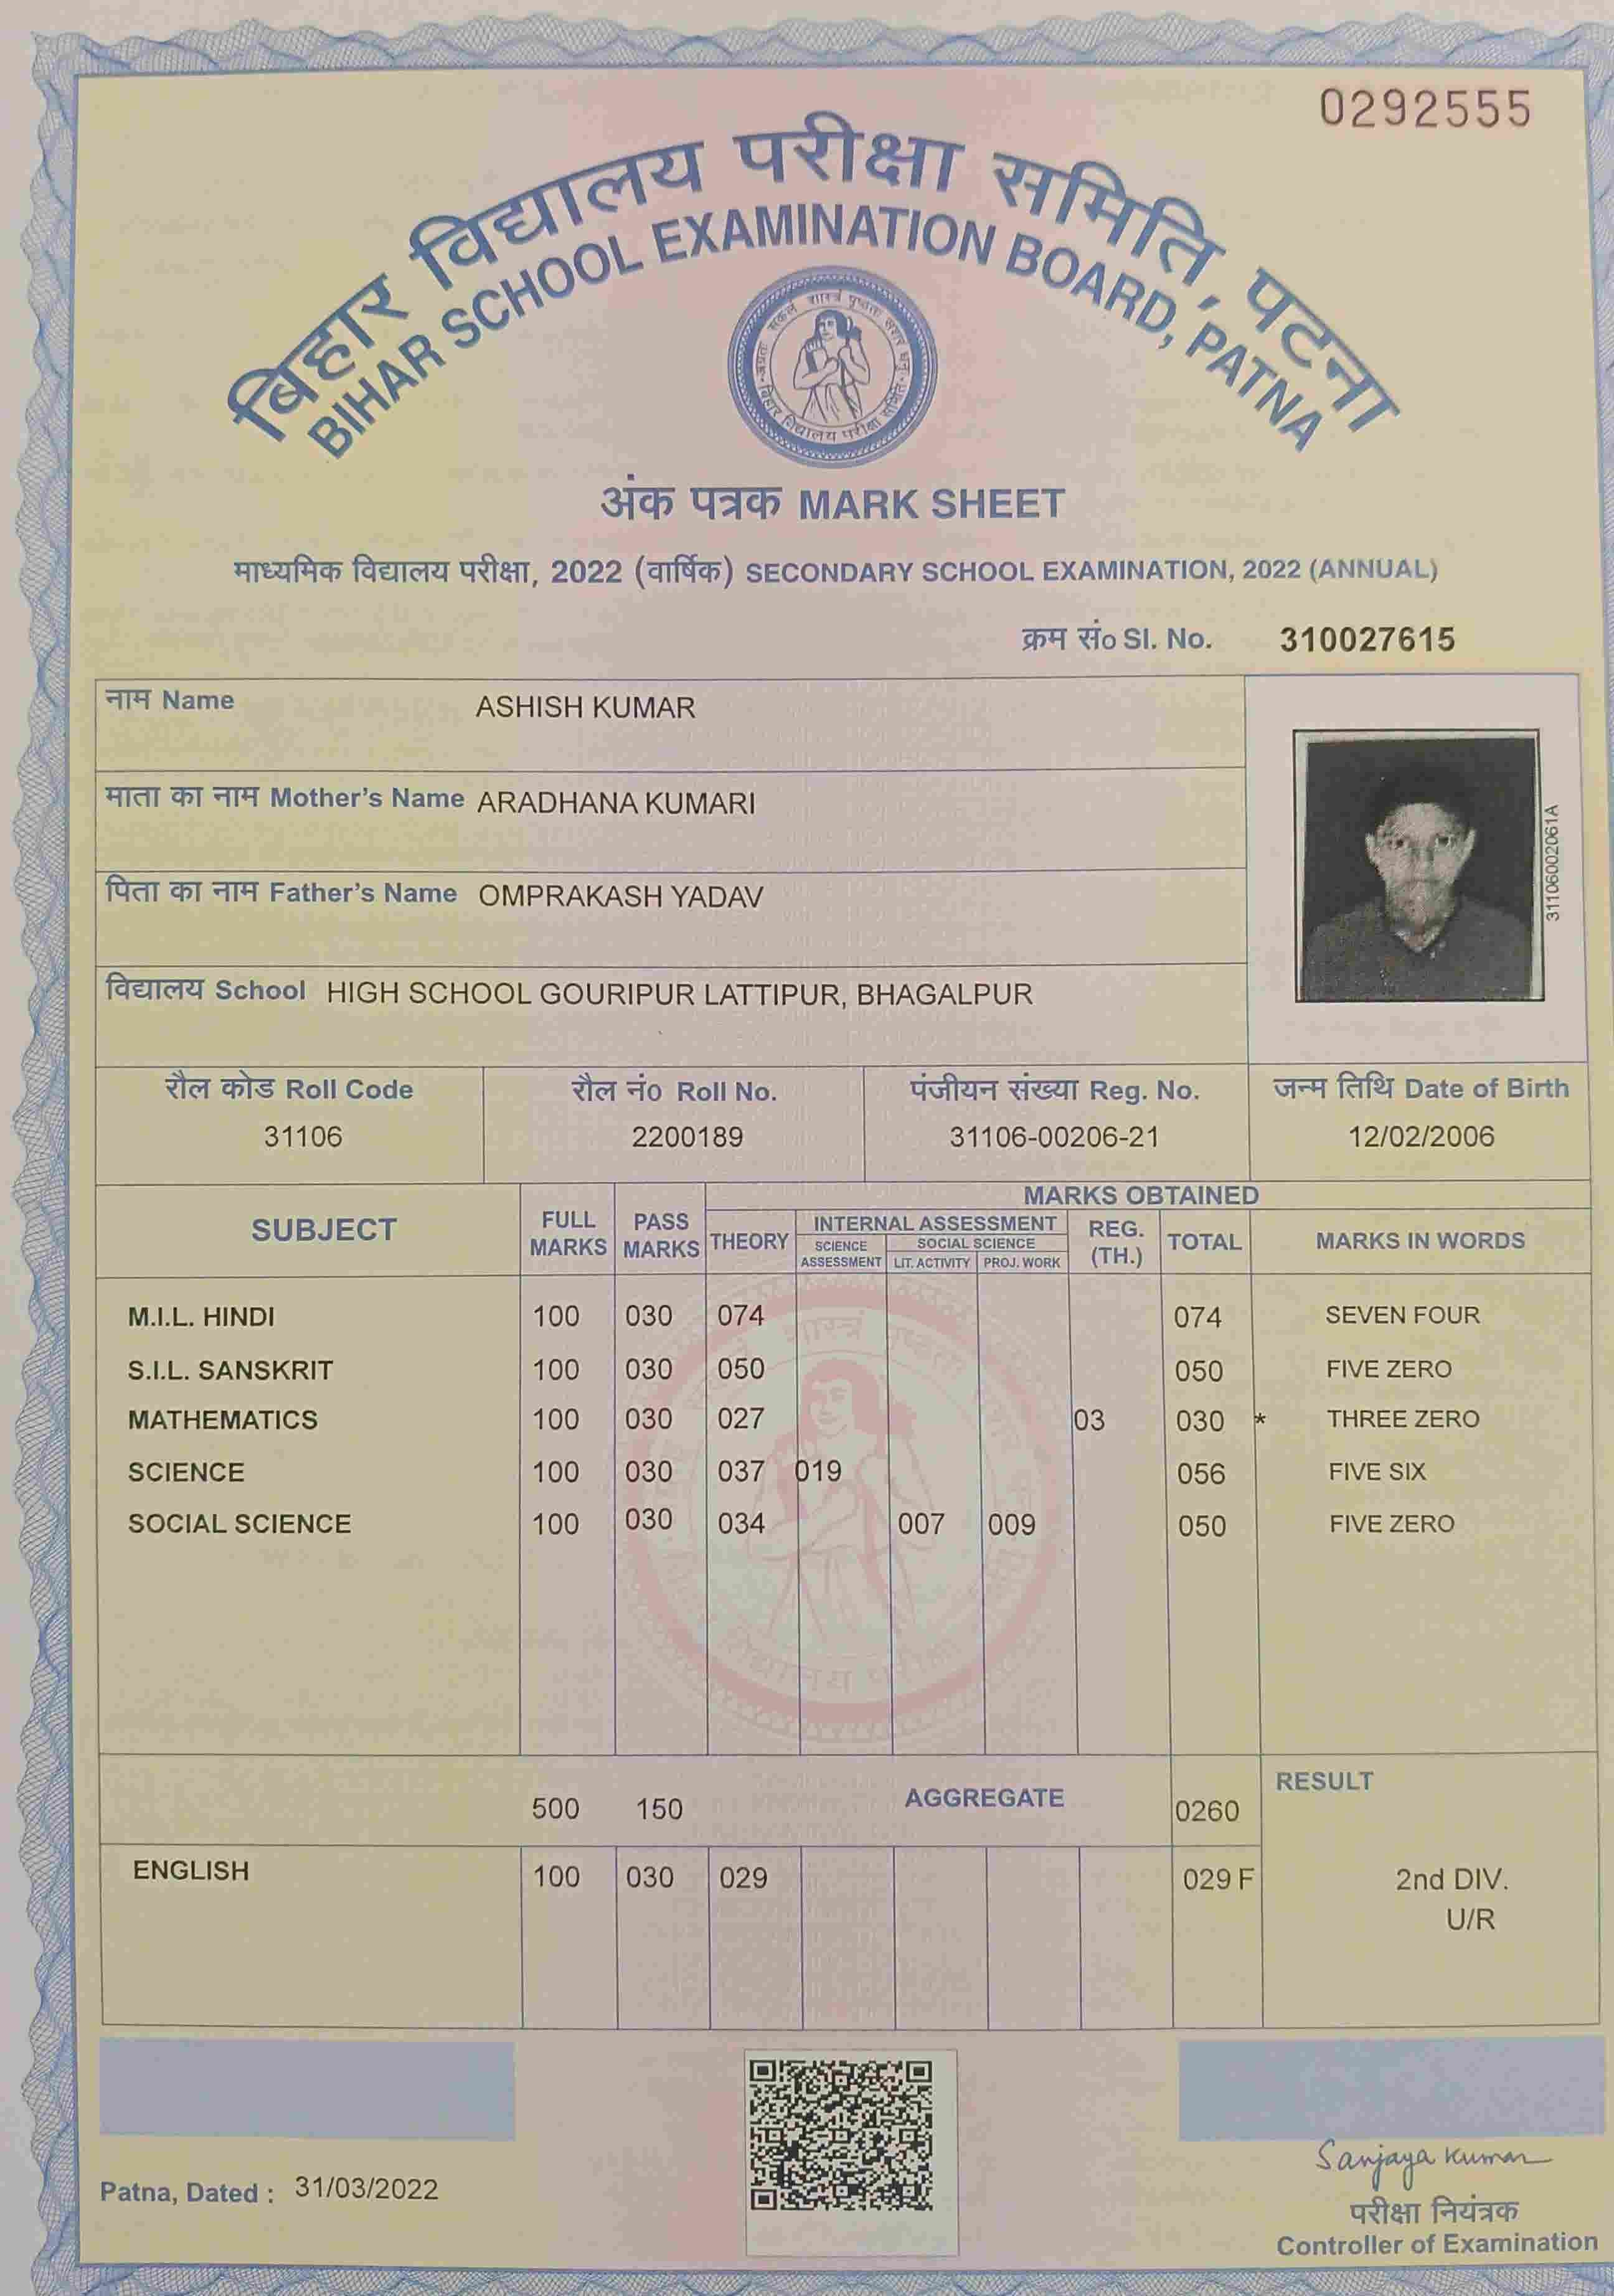 0292555
बिहार विद्यालय परीक्षा समिति, पटना
BIHAR SCHOOL EXAMINATION BOARD, PATNA
बिहार विद्यालय परीक्षा समिति
अंक पत्रक MARK SHEET
माध्यमिक विद्यालय परीक्षा, 2022 (वार्षिक) SECONDARY SCHOOL EXAMINATION, 2022 (ANNUAL)
क्रम सं० Sl. No. 310027615
नाम Name ASHISH KUMAR
माता का नाम Mother's Name ARADHANA KUMARI
पिता का नाम Father's Name OMPRAKASH YADAV
विद्यालय School HIGH SCHOOL GOURIPUR LATTIPUR, BHAGALPUR
31106002061A
रौल कोड Roll Code रौल नं० Roll No. पंजीयन संख्या Reg. No. जन्म तिथि Date of Birth
31106 2200189 31106-00206-21 12/02/2006
MARKS OBTAINED
SUBJECT FULL MARKS PASS MARKS THEORY INTERNAL ASSESSMENT REG. (TH.) TOTAL MARKS IN WORDS
SCIENCE ASSESSMENT SOCIAL SCIENCE
LIT. ACTIVITY PROJ. WORK
M.I.L. HINDI 100 030 074 074 SEVEN FOUR
S.I.L. SANSKRIT 100 030 050 050 FIVE ZERO
MATHEMATICS 100 030 027 03 030 * THREE ZERO
SCIENCE 100 030 037 019 056 FIVE SIX
SOCIAL SCIENCE 100 030 034 007 009 050 FIVE ZERO
500 150 AGGREGATE 0260 RESULT
ENGLISH 100 030 029 029 F 2nd DIV.
U/R
Patna, Dated : 31/03/2022
Sanjaya Kumar
परीक्षा नियंत्रक
Controller of Examination